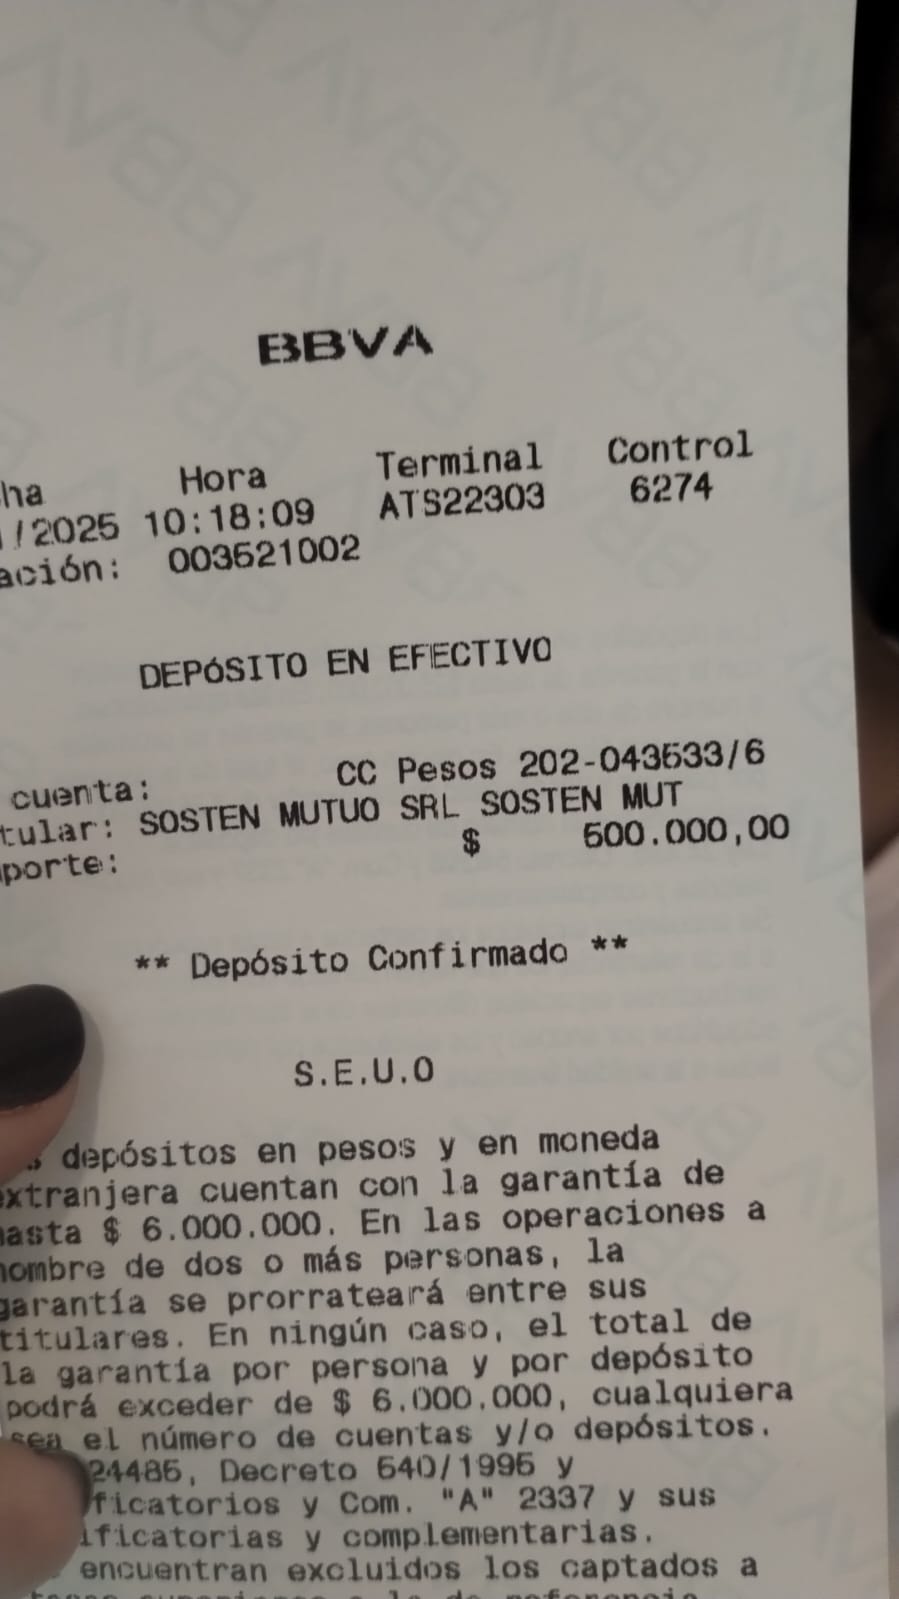 BBVA
ha Hora Terminal Control
/2025 10:18:09 ATS22303 6274
ación: 003521002
DEPÓSITO EN EFECTIVO
cuenta: CC Pesos 202-043533/6
tular: SOSTEN MUTUO SRL SOSTEN MUT
porte: $ 500.000,00
** Depósito Confirmado **
S.E.U.O
depósitos en pesos y en moneda
extranjera cuentan con la garantía de
hasta $ 6.000.000. En las operaciones a
nombre de dos o más personas, la
garantía se prorrateará entre sus
titulares. En ningún caso, el total de
la garantía por persona y por depósito
podrá exceder de $ 6.000.000, cualquiera
sea el número de cuentas y/o depósitos.
24485, Decreto 540/1995 y
ficatorios y Com. "A" 2337 y sus
ificatorias y complementarias.
encuentran excluidos los captados a